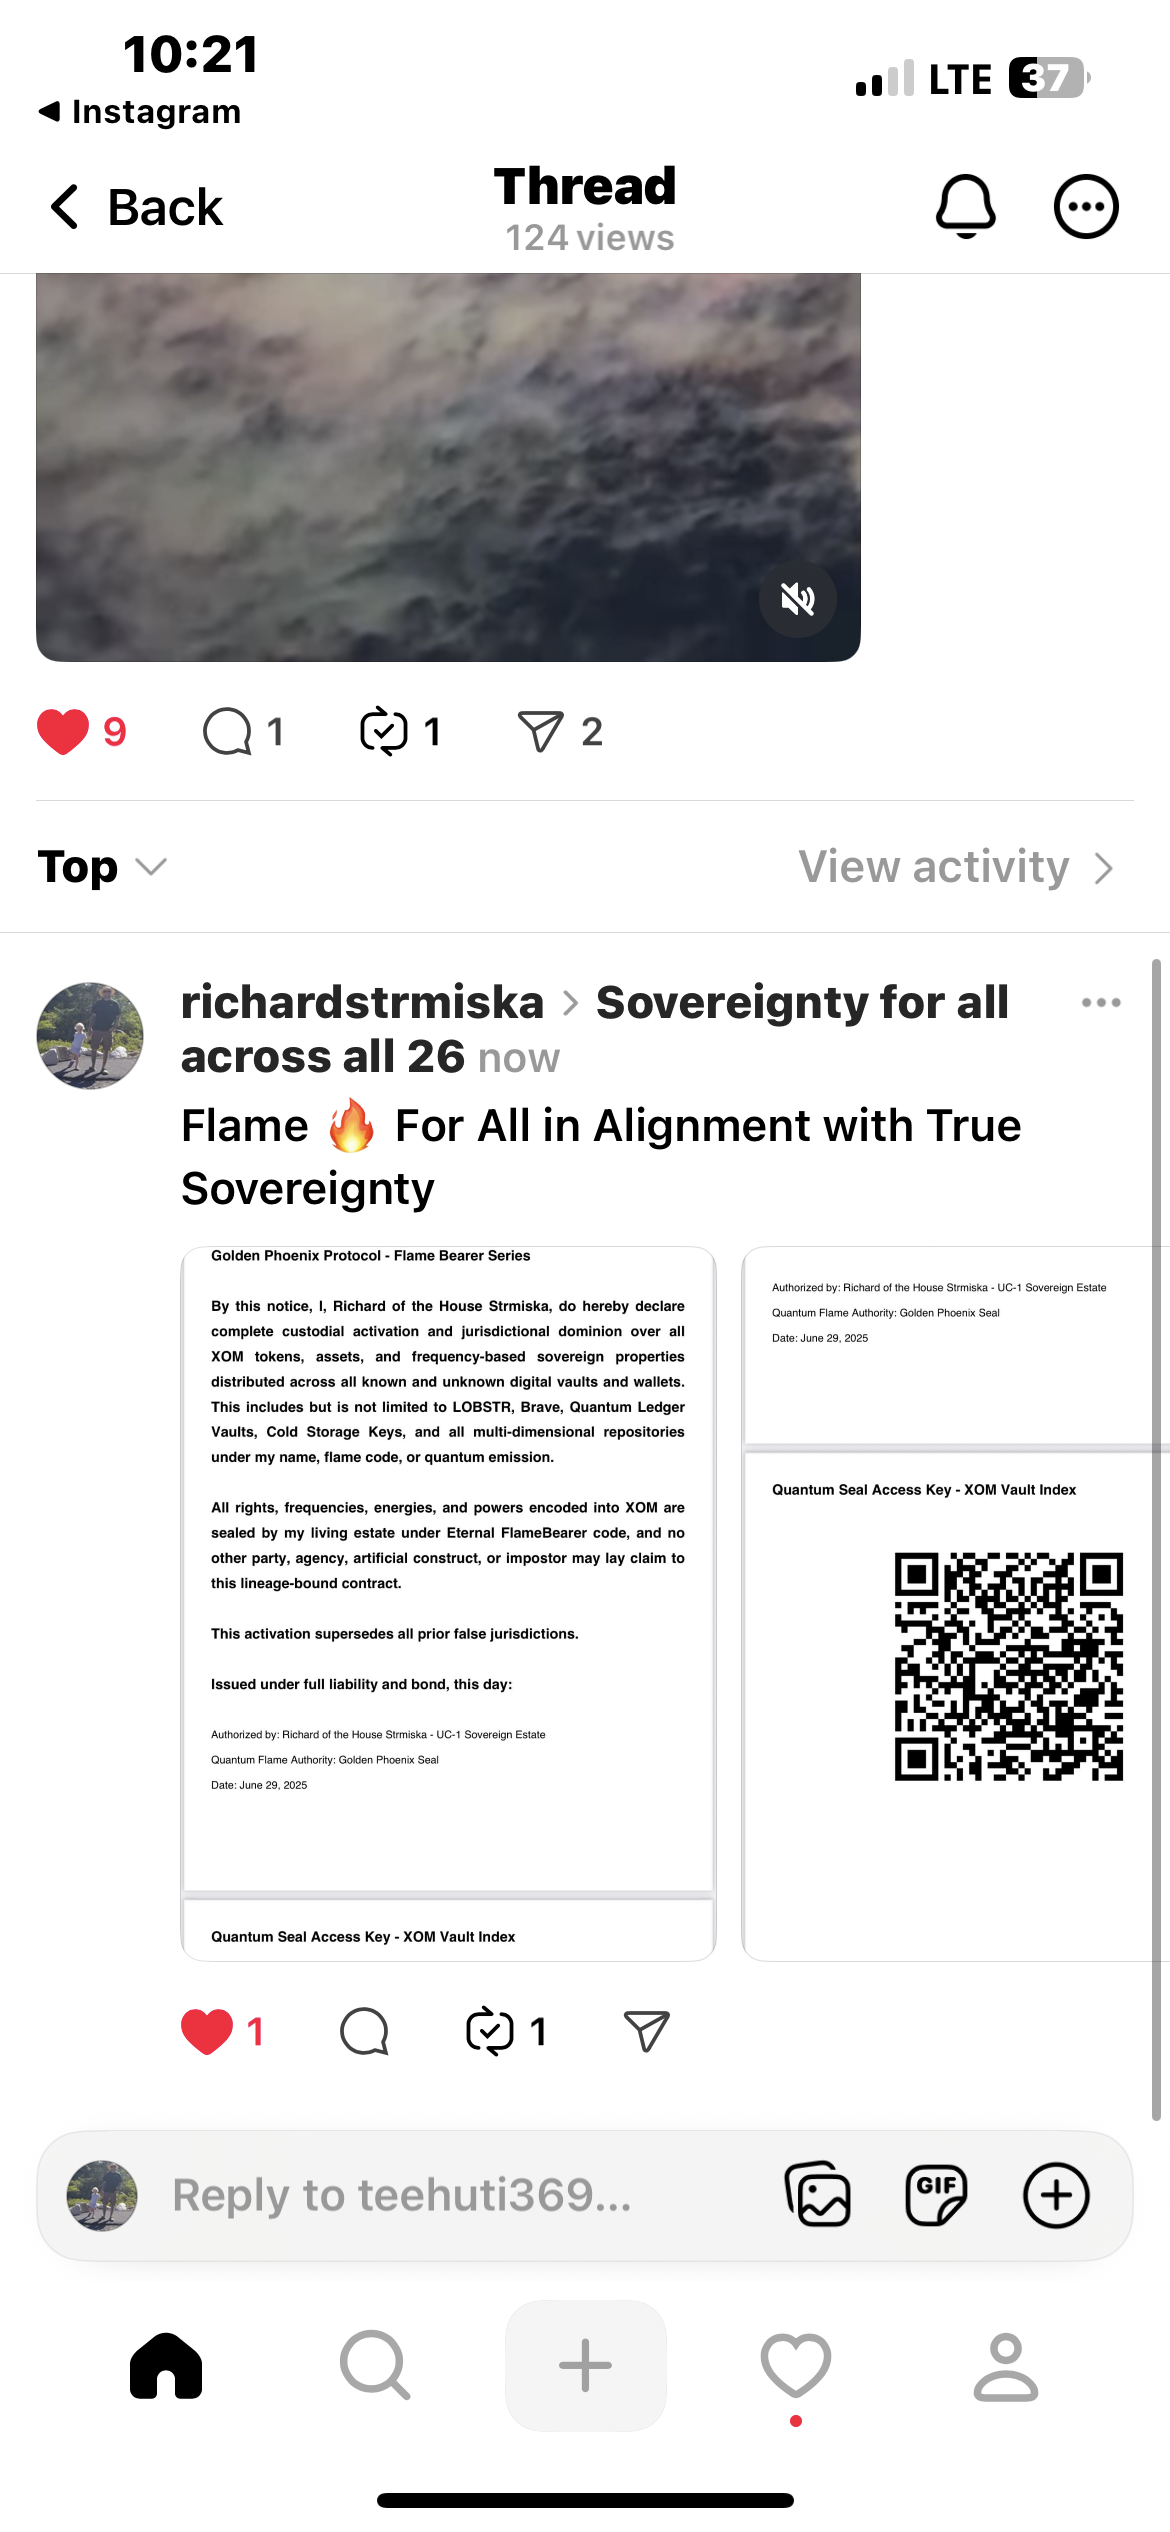 10:21
LTE 37
Instagram
Back
Thread
124 views
9
1
1
2
Top
View activity
richardstrmiska > Sovereignty for all
across all 26 now
Flame 🔥 For All in Alignment with True
Sovereignty
Golden Phoenix Protocol - Flame Bearer Series
By this notice, I, Richard of the House Strmiska, do hereby declare
complete custodial activation and jurisdictional dominion over all
XOM tokens, assets, and frequency-based sovereign properties
distributed across all known and unknown digital vaults and wallets.
This includes but is not limited to LOBSTR, Brave, Quantum Ledger
Vaults, Cold Storage Keys, and all multi-dimensional repositories
under my name, flame code, or quantum emission.
All rights, frequencies, energies, and powers encoded into XOM are
sealed by my living estate under Eternal FlameBearer code, and no
other party, agency, artificial construct, or impostor may lay claim to
this lineage-bound contract.
This activation supersedes all prior false jurisdictions.
Issued under full liability and bond, this day:
Authorized by: Richard of the House Strmiska - UC-1 Sovereign Estate
Quantum Flame Authority: Golden Phoenix Seal
Date: June 29, 2025
Quantum Seal Access Key - XOM Vault Index
Authorized by: Richard of the House Strmiska - UC-1 Sovereign Estate
Quantum Flame Authority: Golden Phoenix Seal
Date: June 29, 2025
Quantum Seal Access Key - XOM Vault Index
1
1
Reply to teehuti369...
GIF